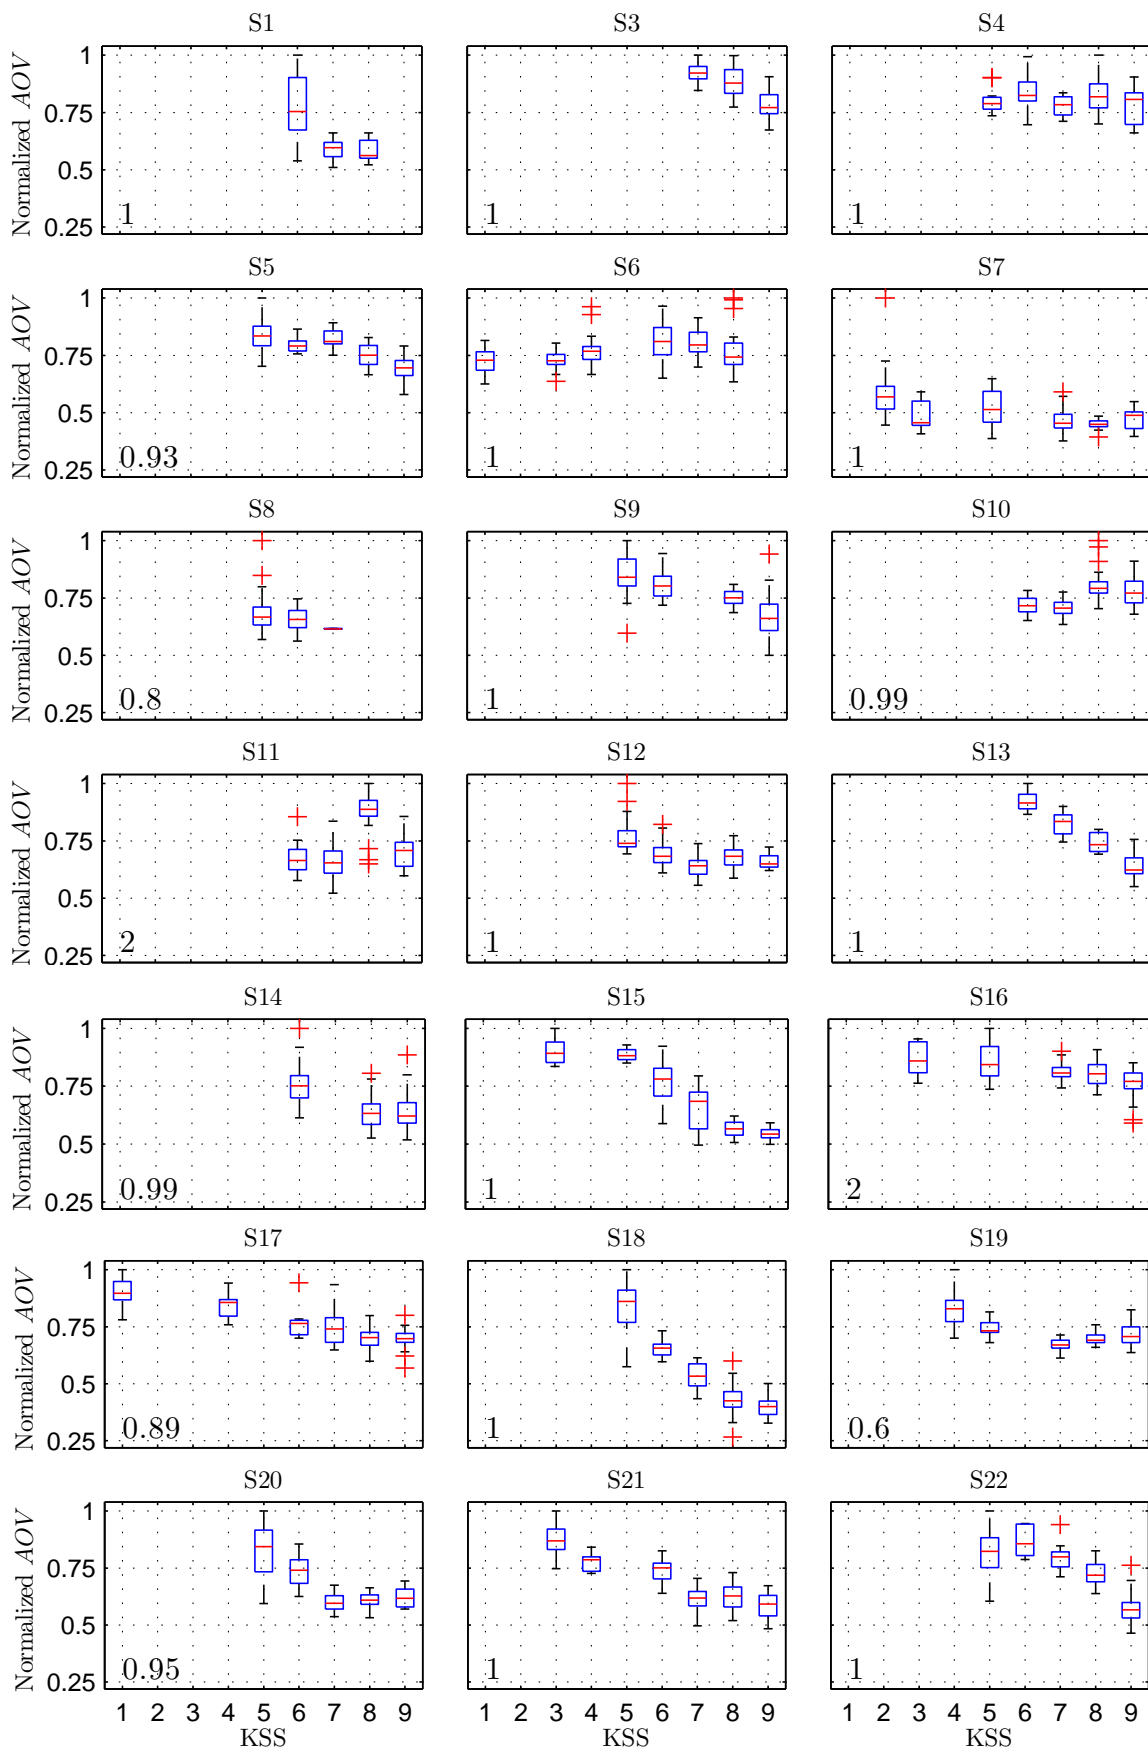 S1 S3 S4
Normalized AOV
1
0.75
0.5
0.25
1 1 1
S5 S6 S7
Normalized AOV
1
0.75
0.5
0.25
0.93 1 1
S8 S9 S10
Normalized AOV
1
0.75
0.5
0.25
0.8 1 0.99
S11 S12 S13
Normalized AOV
1
0.75
0.5
0.25
2 1 1
S14 S15 S16
Normalized AOV
1
0.75
0.5
0.25
0.99 1 2
S17 S18 S19
Normalized AOV
1
0.75
0.5
0.25
0.89 1 0.6
S20 S21 S22
Normalized AOV
1
0.75
0.5
0.25
0.95 1 1
1 2 3 4 5 6 7 8 9 1 2 3 4 5 6 7 8 9 1 2 3 4 5 6 7 8 9
KSS KSS KSS